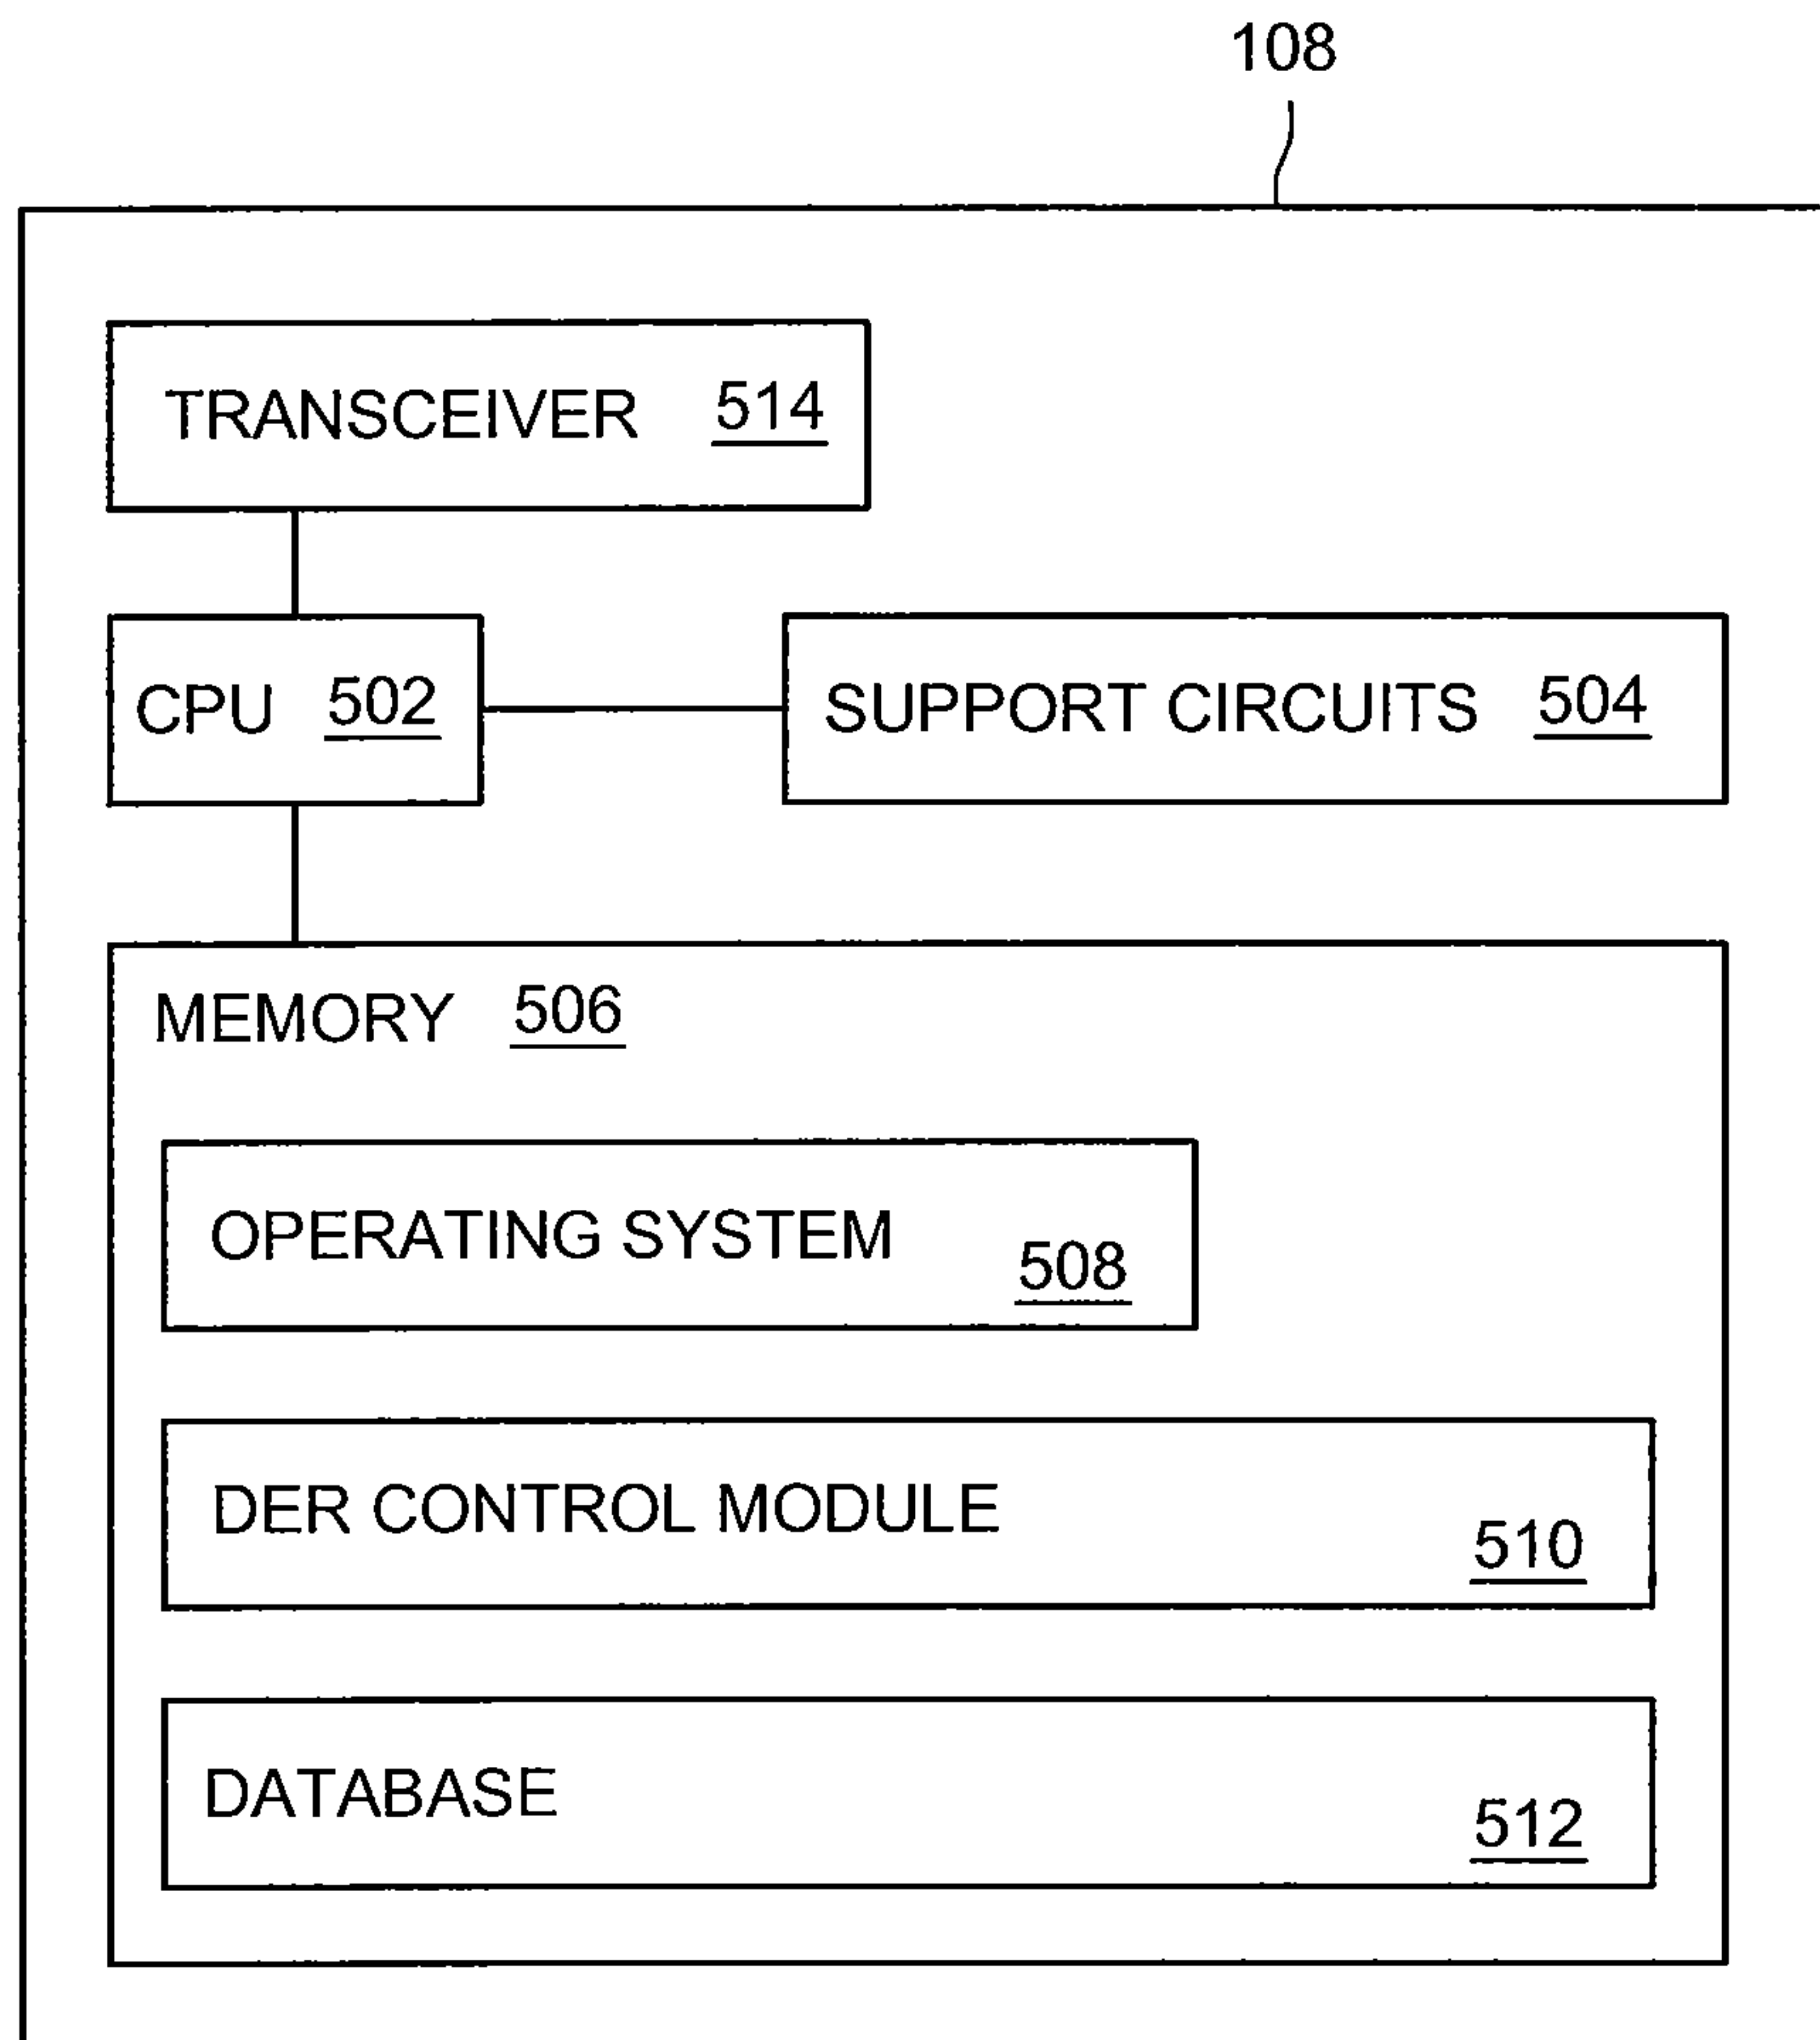 108
TRANSCEIVER 514
CPU 502
SUPPORT CIRCUITS 504
MEMORY 506
OPERATING SYSTEM 508
DER CONTROL MODULE 510
DATABASE 512